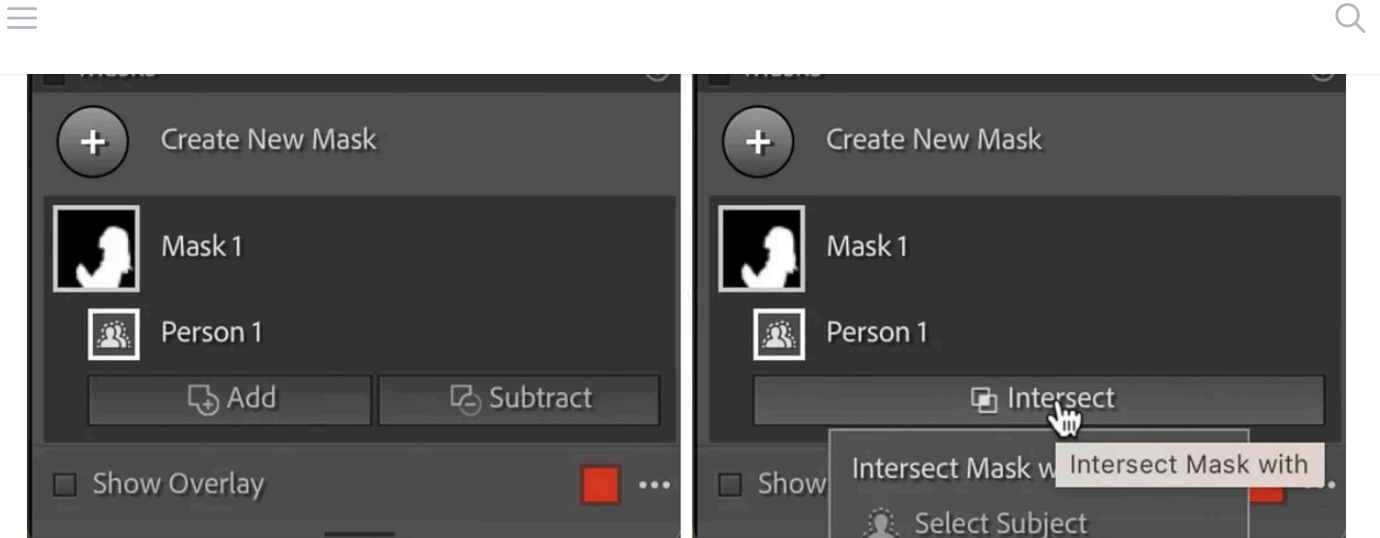 Create New Mask
Mask 1
Person 1
Add Subtract
Show Overlay
Create New Mask
Mask 1
Person 1
Intersect
Intersect Mask with
Intersect Mask
Show
Select Subject